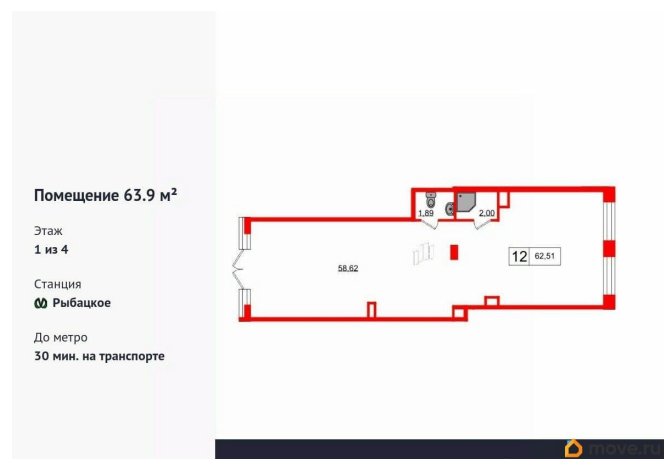 Помещение 63.9 м²
Этаж
1 из 4
Станция
Рыбацкое
До метро
30 мин. на транспорте
1,89
2,00
58,62
12 62,51
move.ru